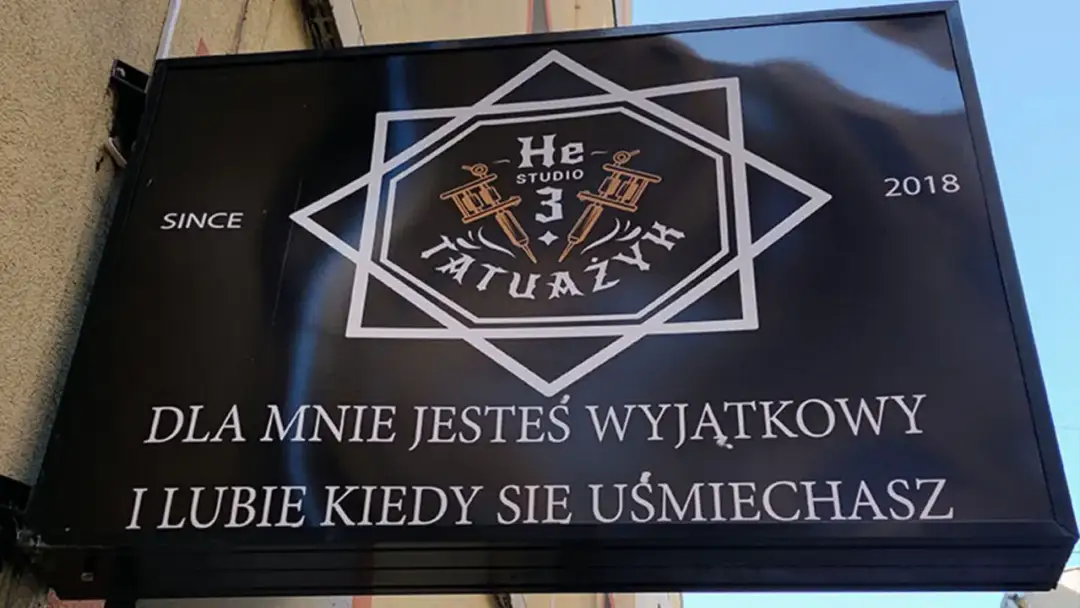 He
STUDIO
3
TATUAŻYK
SINCE
2018
DLA MNIE JESTEŚ WYJĄTKOWY
I LUBIE KIEDY SIE UŚMIECHASZ